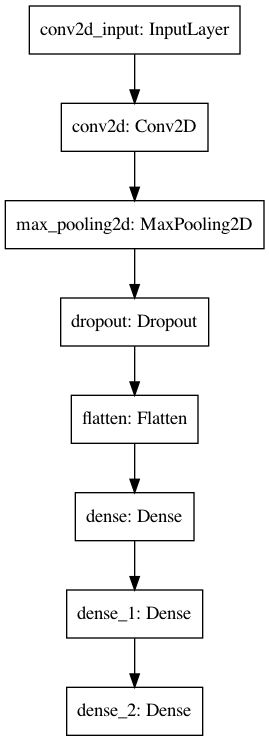 conv2d_input: InputLayer
conv2d: Conv2D
max_pooling2d: MaxPooling2D
dropout: Dropout
flatten: Flatten
dense: Dense
dense_1: Dense
dense_2: Dense